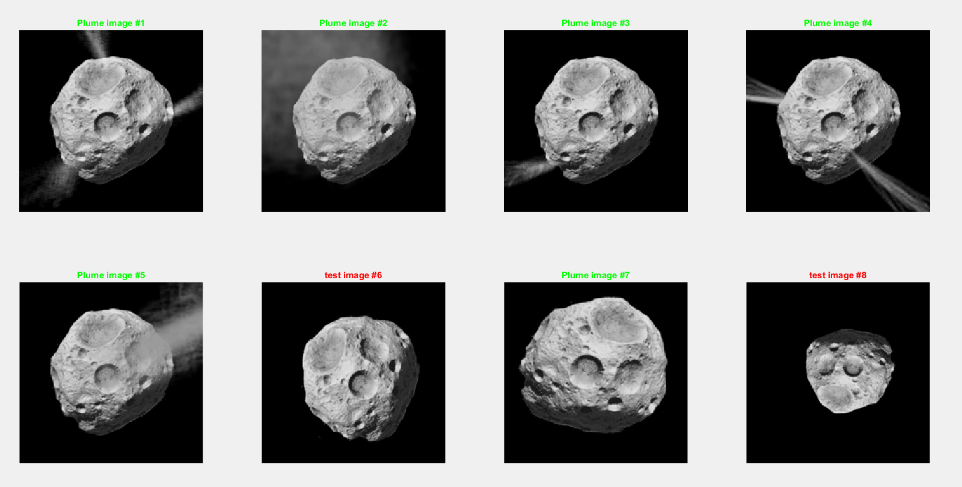 Plume image #1
Plume image #2
Plume image #3
Plume image #4
Plume image #5
test image #6
Plume image #7
test image #8